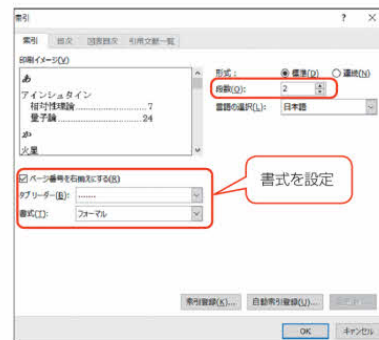 索引
? ×
索引 目次 図表目次 引用文献一覧
印刷イメージ(V)
あ
アインシュタイン
相対性理論 ........................... 7
量子論 ........................... 24
か
火星
形式: 標準(D) 連続(N)
段数(O): 2
言語の選択(L): 日本語
ページ番号を右揃えにする(R)
タブ リーダー(B): .......
書式(T): フォーマル
書式を設定
索引登録(K)... 自動索引登録(U)...
OK キャンセル